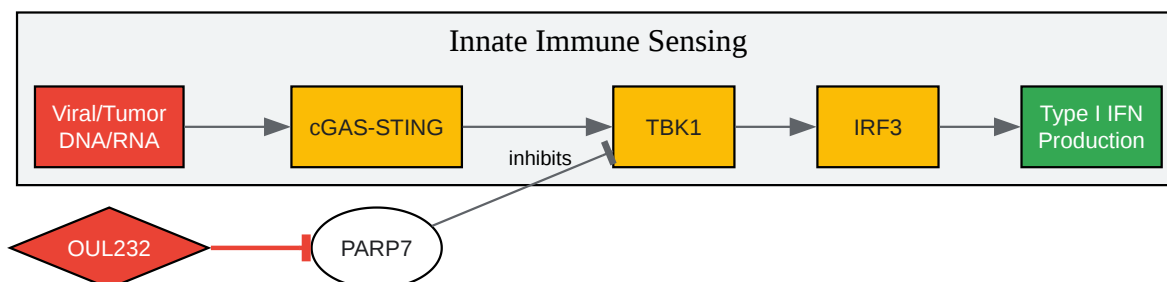 Innate Immune Sensing
Viral/Tumor
DNA/RNA
cGAS-STING
TBK1
IRF3
Type I IFN
Production
inhibits
OUL232
PARP7